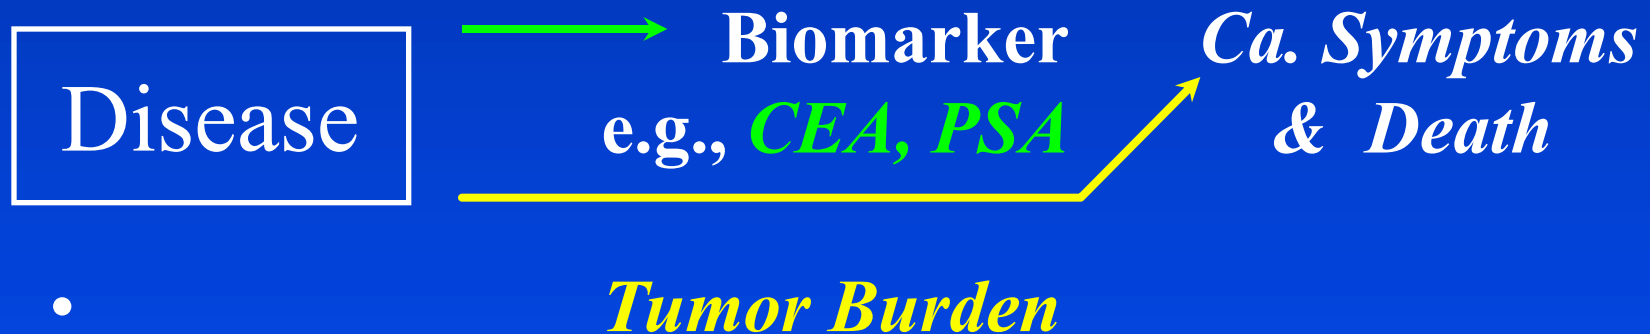 Biomarker
Ca. Symptoms
Disease
e.g., CEA, PSA
& Death
• Tumor Burden